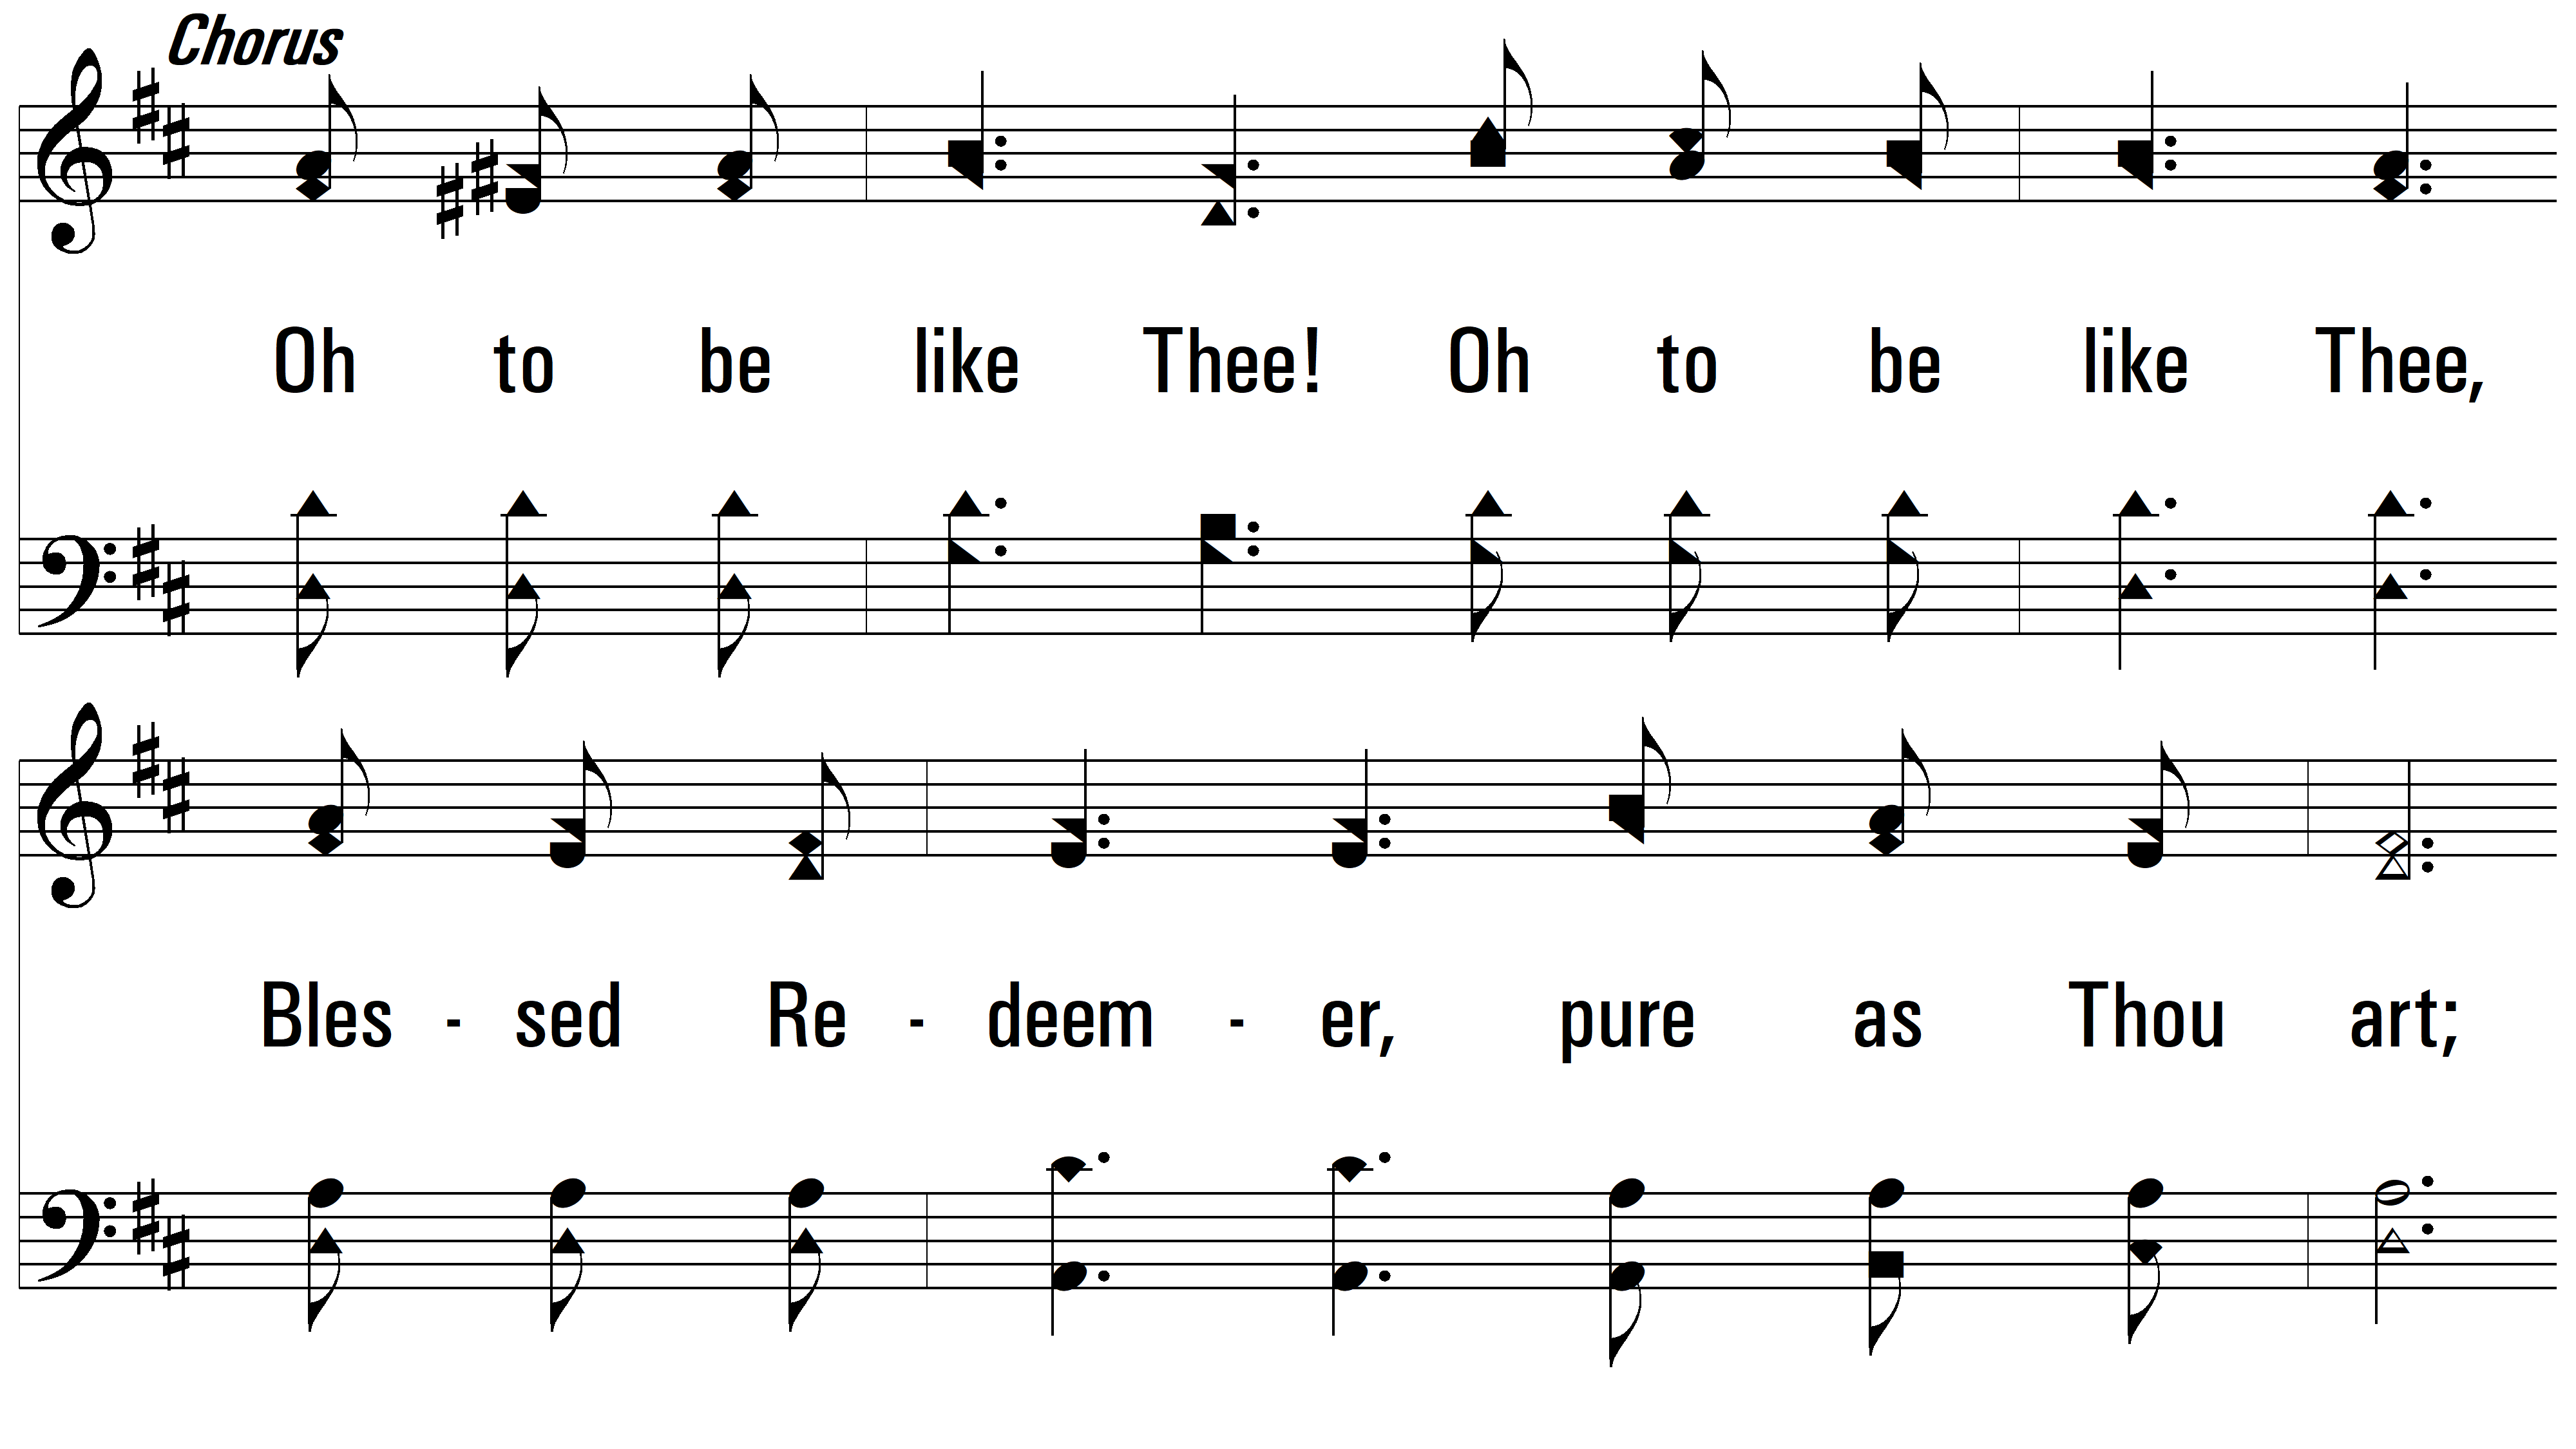 Chorus
Oh to be like Thee! Oh to be like Thee,
Bles - sed Re - deem - er, pure as Thou art;